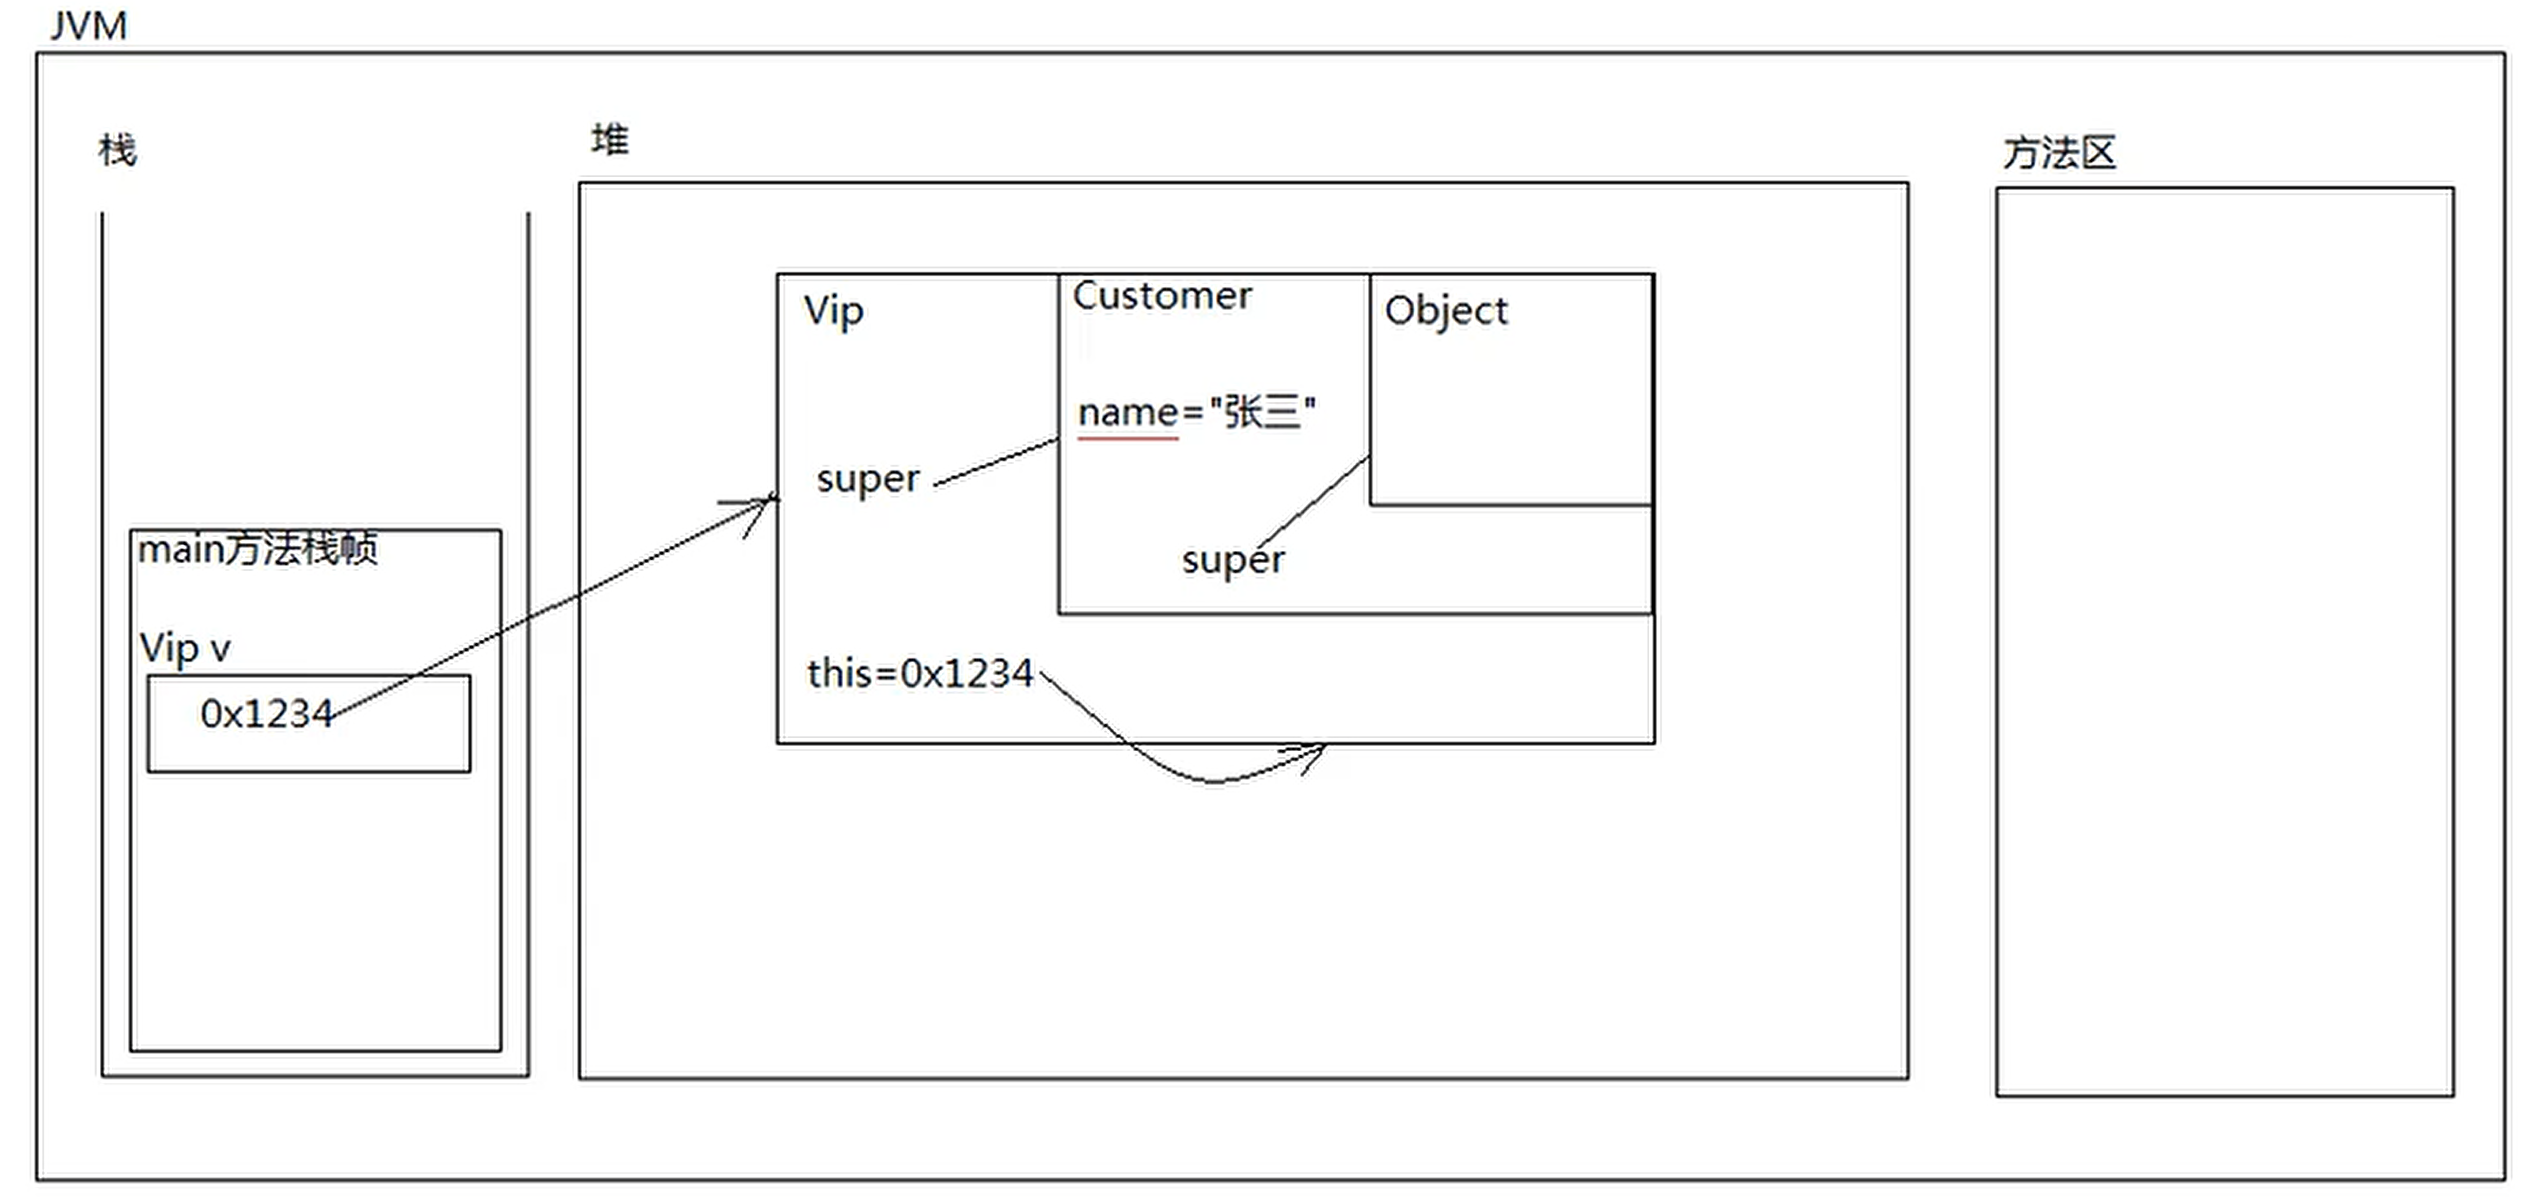 JVM
栈
堆
方法区
Vip
Customer
Object
name="张三"
super
super
main方法栈帧
Vip v
0x1234
this=0x1234